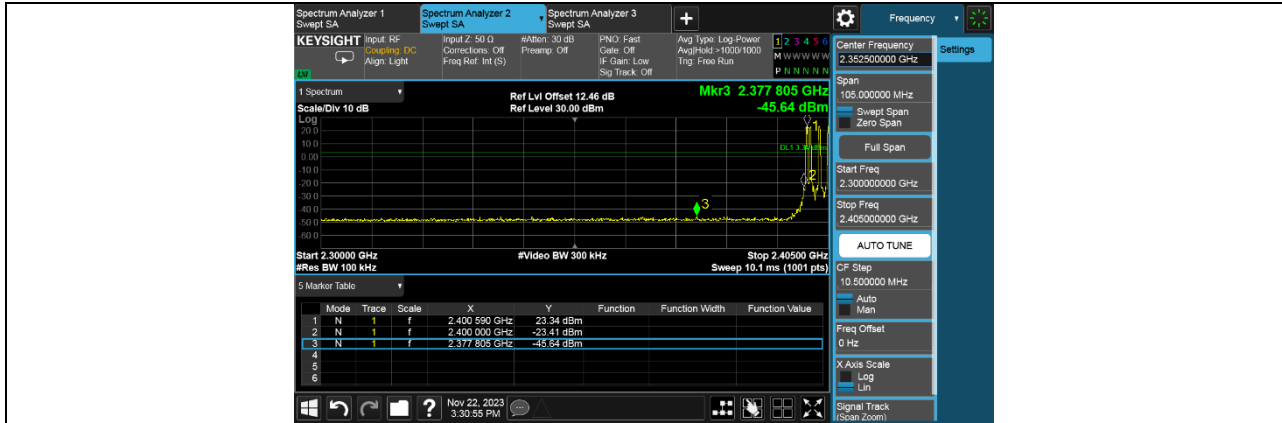 Spectrum Analyzer 1
Swept SA
Spectrum Analyzer 2
Swept SA
Spectrum Analyzer 3
Swept SA
Frequency
KEYSIGHT
Input: RF
Coupling: DC
Align: Light
Input Z: 50 Ω
Corrections: Off
Freq Ref: Int (S)
#Atten: 30 dB
Preamp: Off
PNO: Fast
Gate: Off
IF Gain: Low
Sig Track: Off
Avg Type: Log-Power
Avg|Hold:>1000/1000
Trig: Free Run
1 2 3 4 5 6
M W W W W W
P N N N N N
LXI
1 Spectrum
Scale/Div 10 dB
Ref Lvl Offset 12.46 dB
Ref Level 30.00 dBm
Mkr3 2.377 805 GHz
-45.64 dBm
Log
20.0
10.0
0.00
-10.0
-20.0
-30.0
-40.0
-50.0
-60.0
1
2
3
Start 2.30000 GHz
#Res BW 100 kHz
#Video BW 300 kHz
Stop 2.40500 GHz
Sweep 10.1 ms (1001 pts)
5 Marker Table
Mode Trace Scale X Y Function Function Width Function Value
1 N 1 f 2.400 590 GHz 23.34 dBm
2 N 1 f 2.400 000 GHz -23.41 dBm
3 N 1 f 2.377 805 GHz -45.64 dBm
4
5
6
Nov 22, 2023
3:30:55 PM
Settings
Center Frequency
2.352500000 GHz
Span
105.000000 MHz
Swept Span
Zero Span
Full Span
Start Freq
2.300000000 GHz
Stop Freq
2.405000000 GHz
AUTO TUNE
CF Step
10.500000 MHz
Auto
Man
Freq Offset
0 Hz
X Axis Scale
Log
Lin
Signal Track
(Span Zoom)